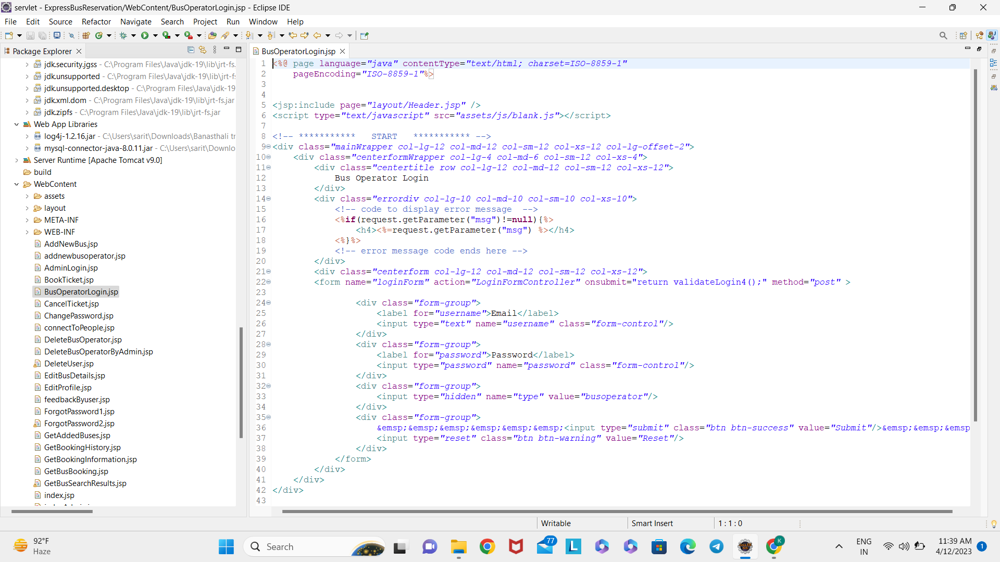 servlet - ExpressBusReservation/WebContent/BusOperatorLogin.jsp - Eclipse IDE
File Edit Source Refactor Navigate Search Project Run Window Help
Package Explorer
jdk.security.jgss - C:\Program Files\Java\jdk-19\lib\jrt-fs.
jdk.unsupported - C:\Program Files\Java\jdk-19\lib\jrt-f
jdk.unsupported.desktop - C:\Program Files\Java\jdk-19
jdk.xml.dom - C:\Program Files\Java\jdk-19\lib\jrt-fs.jar
jdk.zipfs - C:\Program Files\Java\jdk-19\lib\jrt-fs.jar
Web App Libraries
log4j-1.2.16.jar - C:\Users\sarit\Downloads\Banasthali tr
mysql-connector-java-8.0.11.jar - C:\Users\sarit\Downlo
Server Runtime [Apache Tomcat v9.0]
build
WebContent
assets
layout
META-INF
WEB-INF
AddNewBus.jsp
addnewbusoperator.jsp
AdminLogin.jsp
BookTicket.jsp
BusOperatorLogin.jsp
CancelTicket.jsp
ChangePassword.jsp
connectToPeople.jsp
DeleteBusOperator.jsp
DeleteBusOperatorByAdmin.jsp
DeleteUser.jsp
EditBusDetails.jsp
EditProfile.jsp
feedbackByuser.jsp
ForgotPassword1.jsp
ForgotPassword2.jsp
GetAddedBuses.jsp
GetBookingHistory.jsp
GetBookingInformation.jsp
GetBusBooking.jsp
GetBusSearchResults.jsp
index.jsp
BusOperatorLogin.jsp
1 <%@ page language="java" contentType="text/html; charset=ISO-8859-1"
2     pageEncoding="ISO-8859-1"%>
3
4
5 <jsp:include page="layout/Header.jsp" />
6 <script type="text/javascript" src="assets/js/blank.js"></script>
7
8 <!-- ***********   START   *********** -->
9 <div class="mainWrapper col-lg-12 col-md-12 col-sm-12 col-xs-12 col-lg-offset-2">
10     <div class="centerformWrapper col-lg-4 col-md-6 col-sm-12 col-xs-4">
11         <div class="centertitle row col-lg-12 col-md-12 col-sm-12 col-xs-12">
12             Bus Operator Login
13         </div>
14         <div class="errordiv col-lg-10 col-md-10 col-sm-10 col-xs-10">
15             <!-- code to display error message  -->
16             <%if(request.getParameter("msg")!=null){%>
17                 <h4><%=request.getParameter("msg") %></h4>
18             <%}%>
19             <!-- error message code ends here -->
20         </div>
21         <div class="centerform col-lg-12 col-md-12 col-sm-12 col-xs-12">
22         <form name="loginForm" action="LoginFormController" onsubmit="return validateLogin4();" method="post" >
23
24                 <div class="form-group">
25                     <label for="username">Email</label>
26                     <input type="text" name="username" class="form-control"/>
27                 </div>
28                 <div class="form-group">
29                     <label for="password">Password</label>
30                     <input type="password" name="password" class="form-control"/>
31                 </div>
32                 <div class="form-group">
33                     <input type="hidden" name="type" value="busoperator"/>
34                 </div>
35                 <div class="form-group">
36                     &emsp;&emsp;&emsp;&emsp;&emsp;&emsp;<input type="submit" class="btn btn-success" value="Submit"/>&emsp;&emsp;&emsp
37                     <input type="reset" class="btn btn-warning" value="Reset"/>
38                 </div>
39             </form>
40         </div>
41     </div>
42 </div>
43
Writable Smart Insert 1 : 1 : 0
92°F
Haze
Search
77
K
ENG
IN
11:39 AM
4/12/2023
1